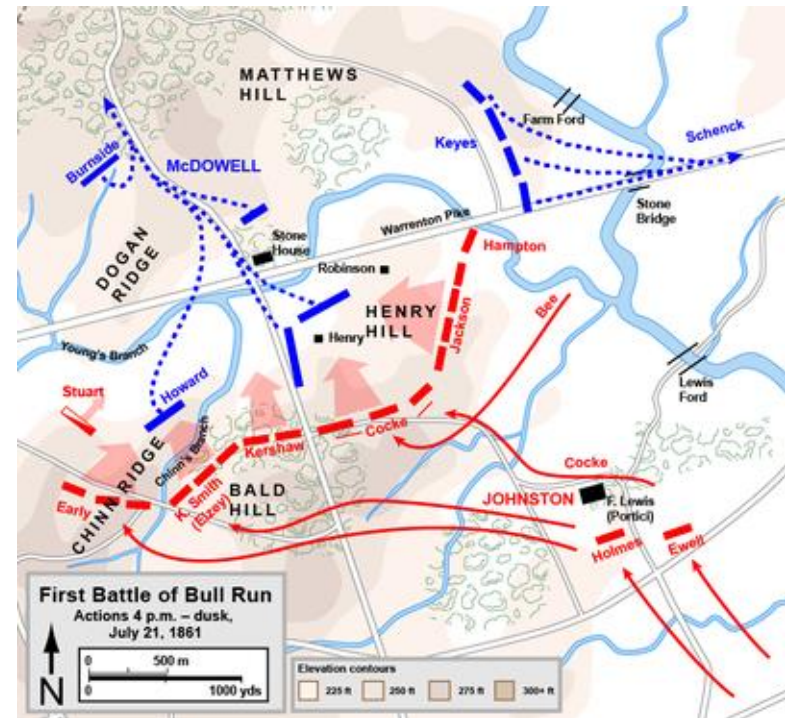 MATTHEWS
HILL
Farm Ford
Keyes
Schenck
Burnside
McDOWELL
Stone
Bridge
Warrenton Pike
Stone
House
Hampton
DOGAN
RIDGE
Robinson
HENRY
HILL
Bee
Jackson
Henry
Young's Branch
Lewis
Ford
Stuart
Howard
Chinn's Branch
Cocke
Kershaw
Cocke
CHINN RIDGE
Early
K. Smith
(Elzey)
BALD
HILL
JOHNSTON
F. Lewis
(Portici)
Holmes
Ewell
First Battle of Bull Run
Actions 4 p.m. – dusk,
July 21, 1861
N
0 500 m
0 1000 yds
Elevation contours
225 ft 250 ft 275 ft 300+ ft